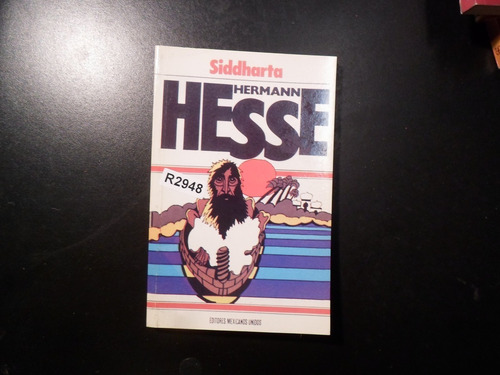 Siddharta
HERMANN
HESSE
R2948
EDITORES MEXICANOS UNIDOS